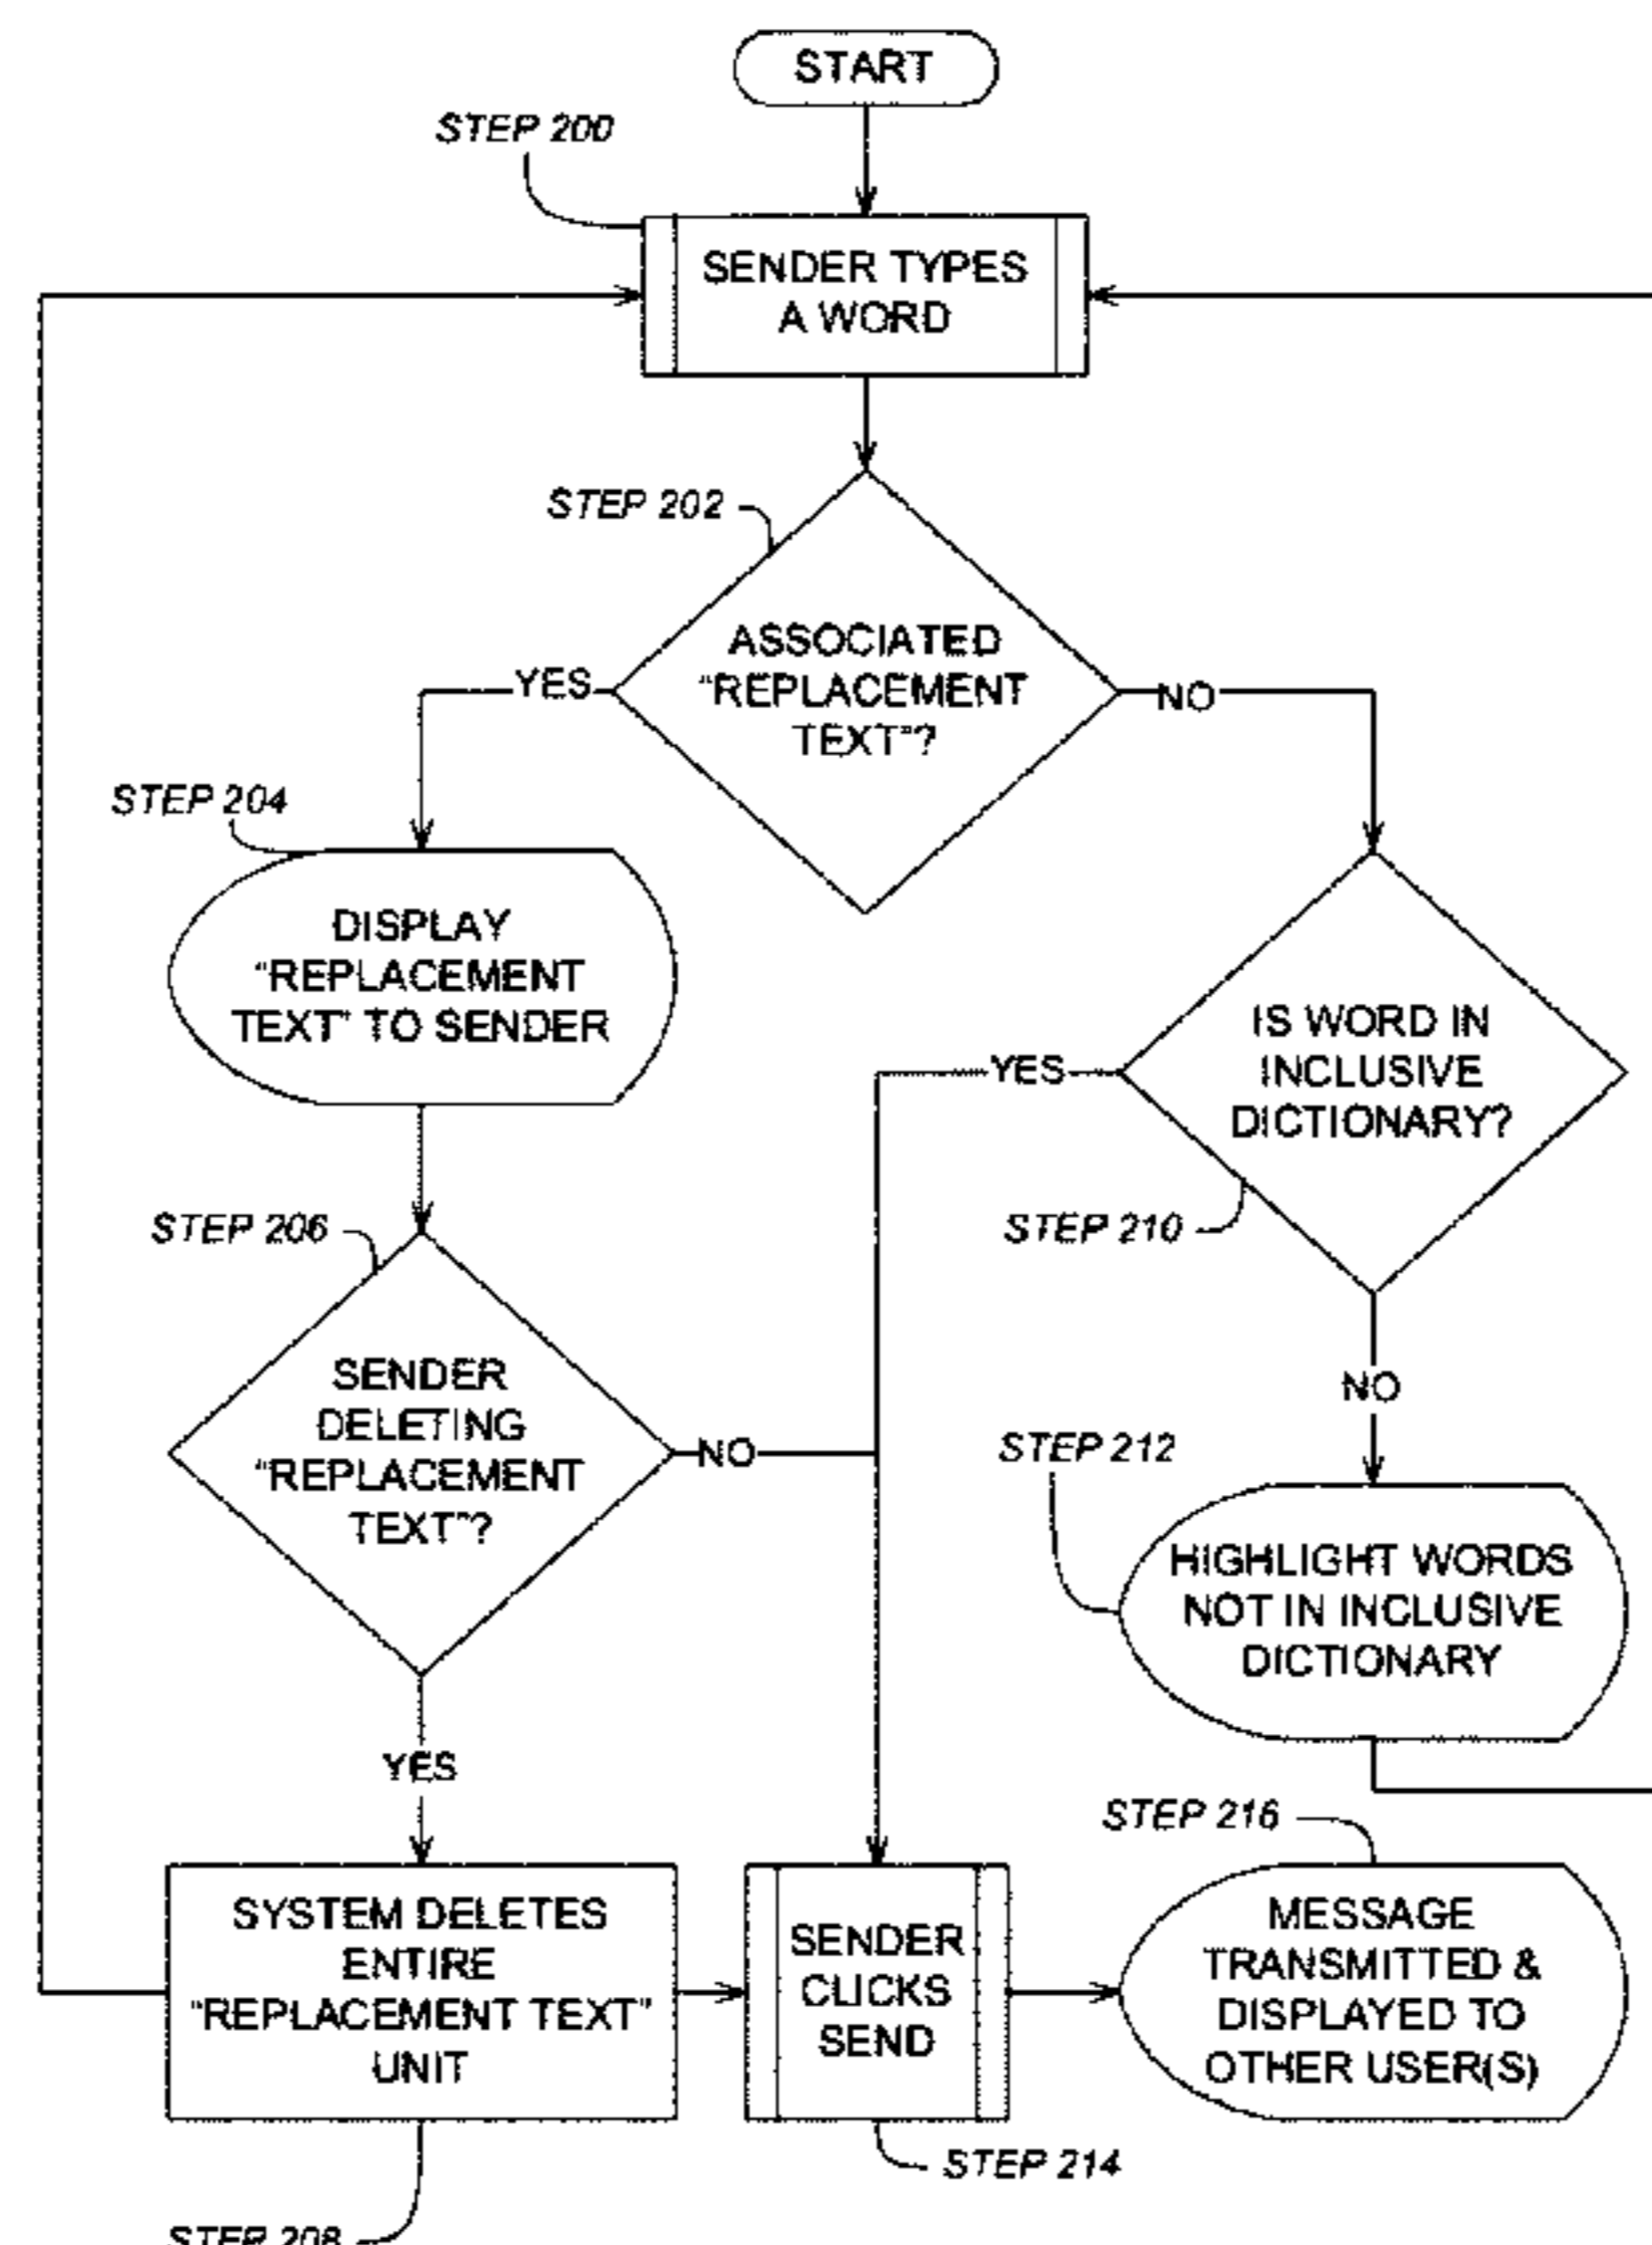 START
STEP 200
SENDER TYPES
A WORD
STEP 202
ASSOCIATED
"REPLACEMENT
TEXT"?
YES
NO
STEP 204
DISPLAY
"REPLACEMENT
TEXT" TO SENDER
IS WORD IN
INCLUSIVE
DICTIONARY?
YES
STEP 210
STEP 206
SENDER
DELETING
"REPLACEMENT
TEXT"?
NO
NO
STEP 212
HIGHLIGHT WORDS
NOT IN INCLUSIVE
DICTIONARY
YES
STEP 216
SYSTEM DELETES
ENTIRE
"REPLACEMENT TEXT"
UNIT
SENDER
CLICKS
SEND
MESSAGE
TRANSMITTED &
DISPLAYED TO
OTHER USER(S)
STEP 214
STEP 208